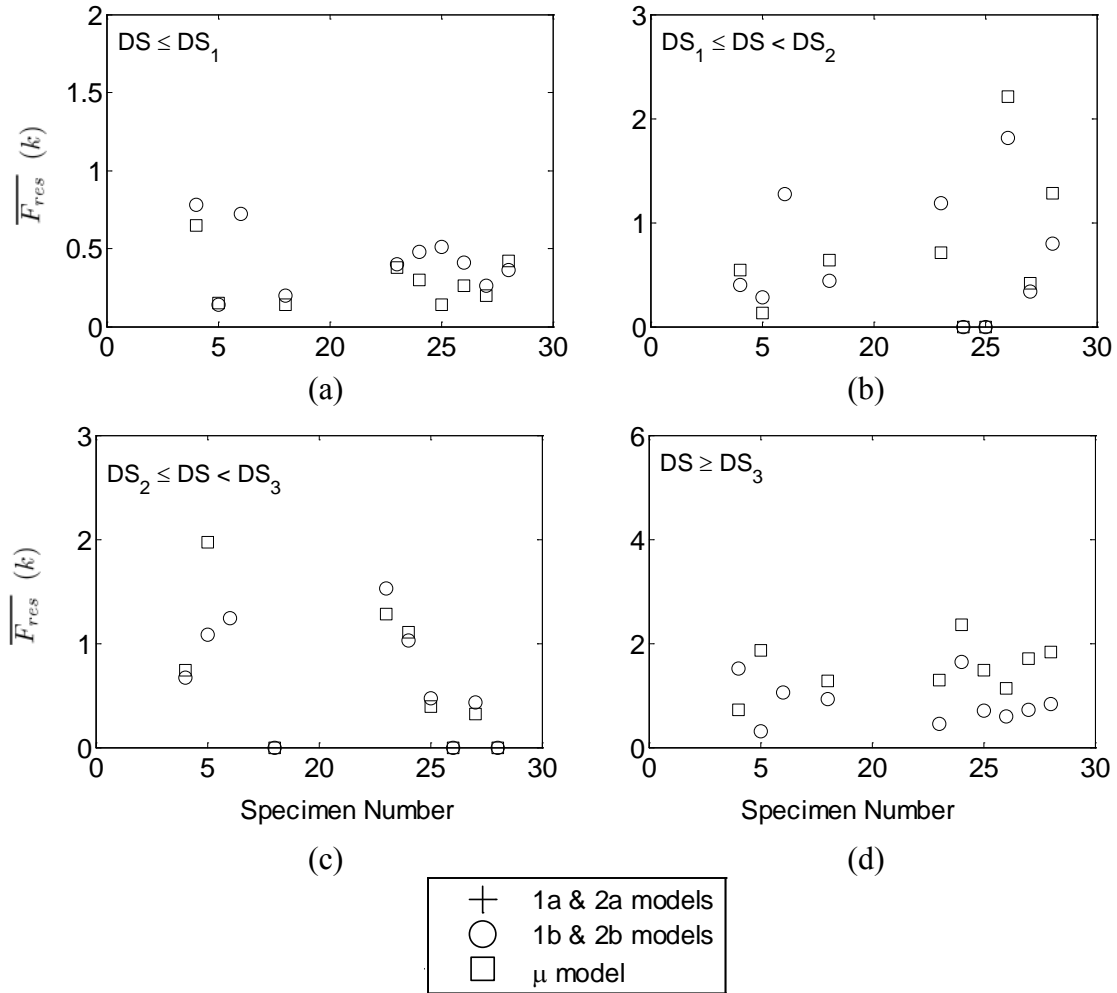 2
1.5
1
0.5
0
0 5 20 25 30
DS ≤ DS₁
F_res (k)
(a)
3
2
1
0
0 5 20 25 30
DS₁ ≤ DS < DS₂
(b)
3
2
1
0
0 5 20 25 30
DS₂ ≤ DS < DS₃
F_res (k)
Specimen Number
(c)
6
4
2
0
0 5 20 25 30
DS ≥ DS₃
Specimen Number
(d)
1a & 2a models
1b & 2b models
μ model